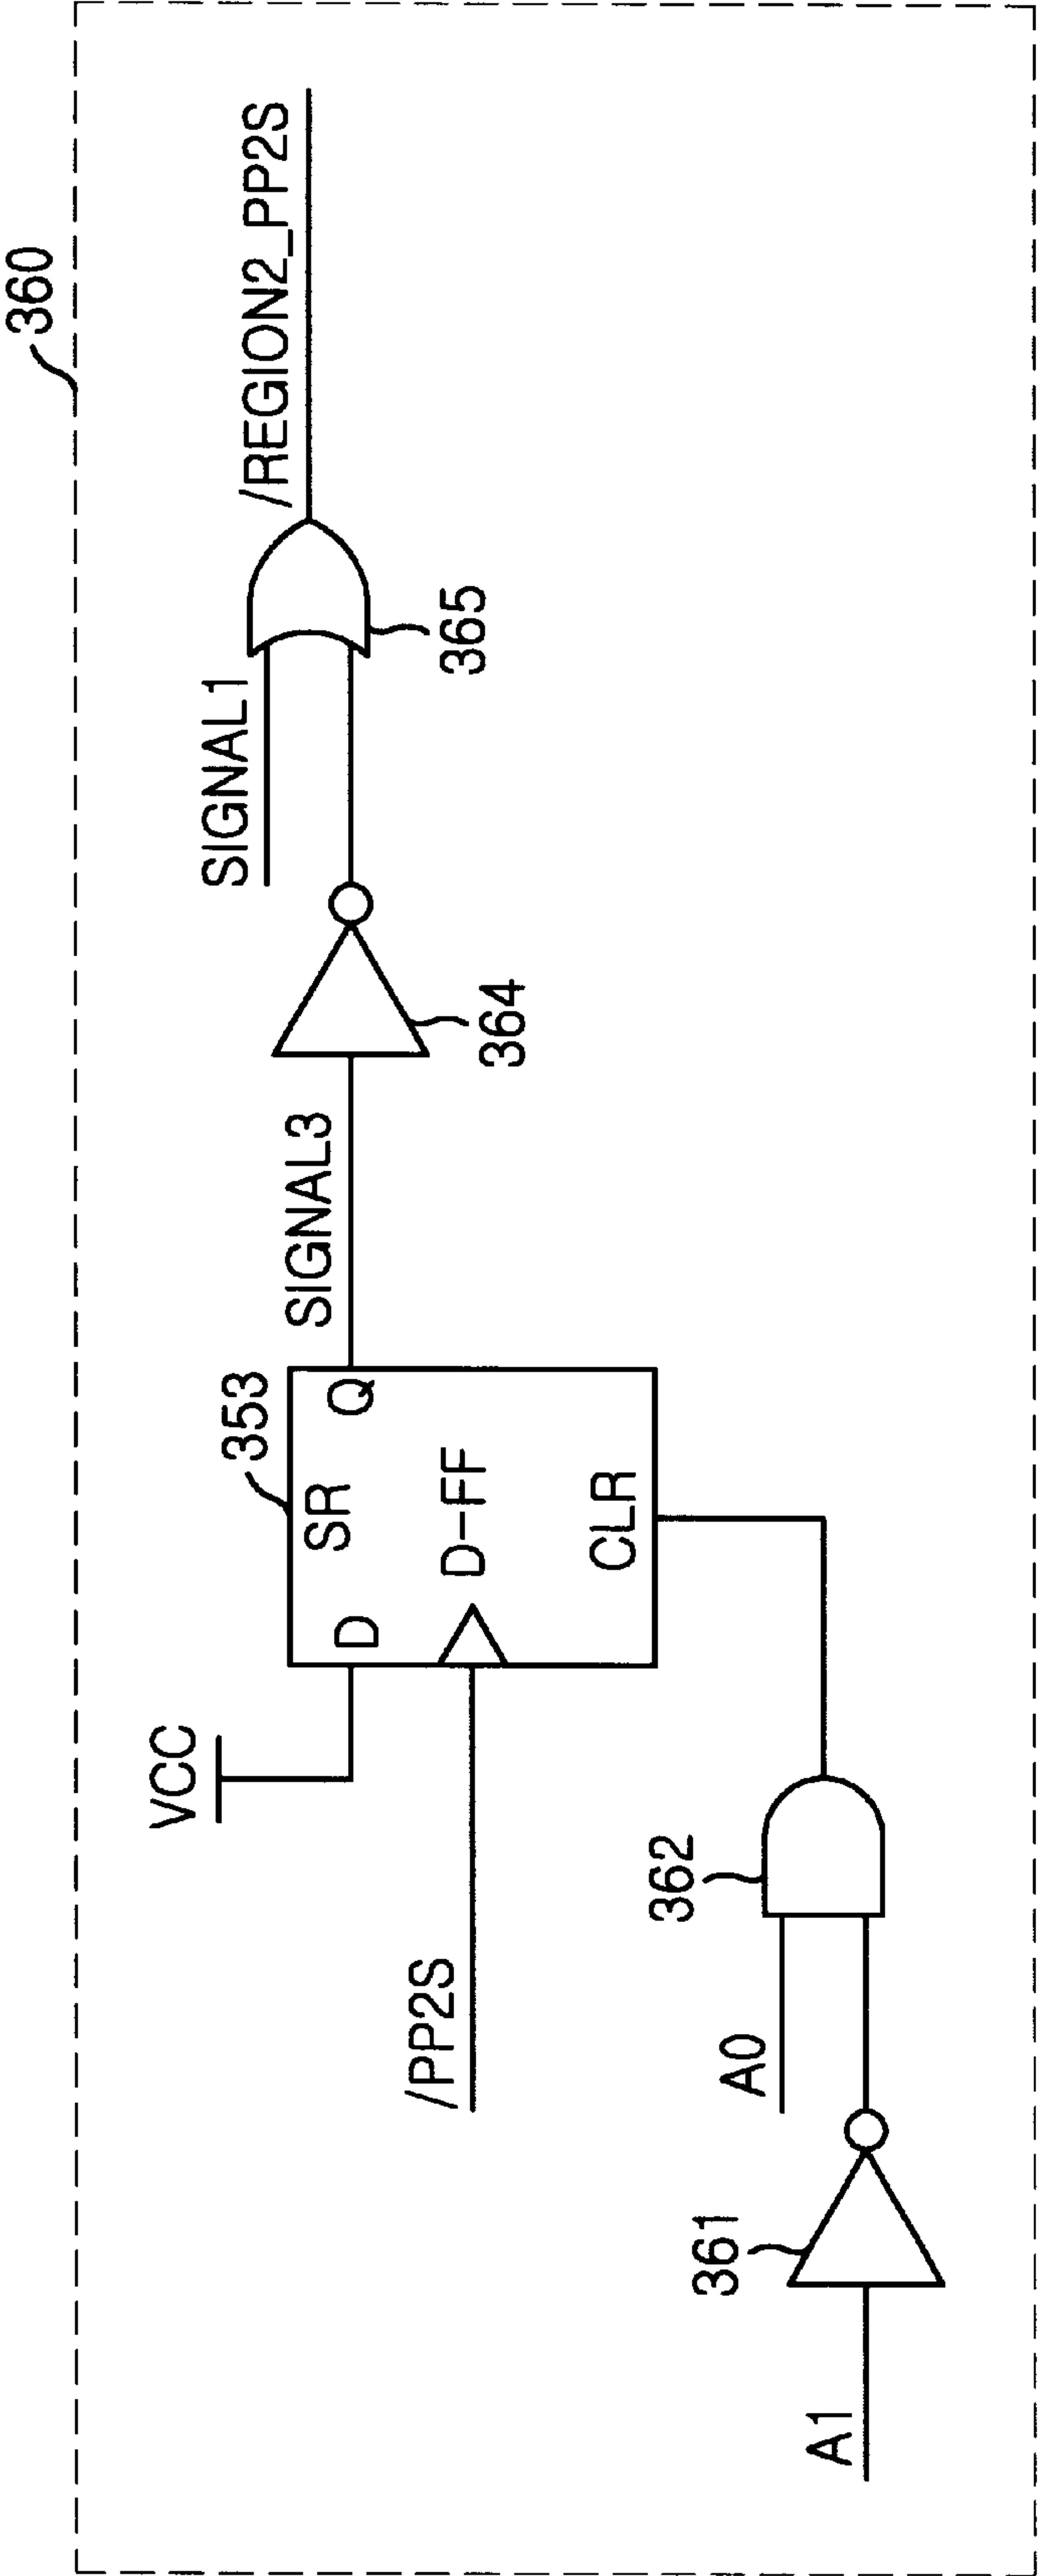 360
VCC
353
D
SR
Q
D-FF
CLR
/PP2S
SIGNAL3
364
SIGNAL1
365
/REGION2_PP2S
A1
361
A0
362